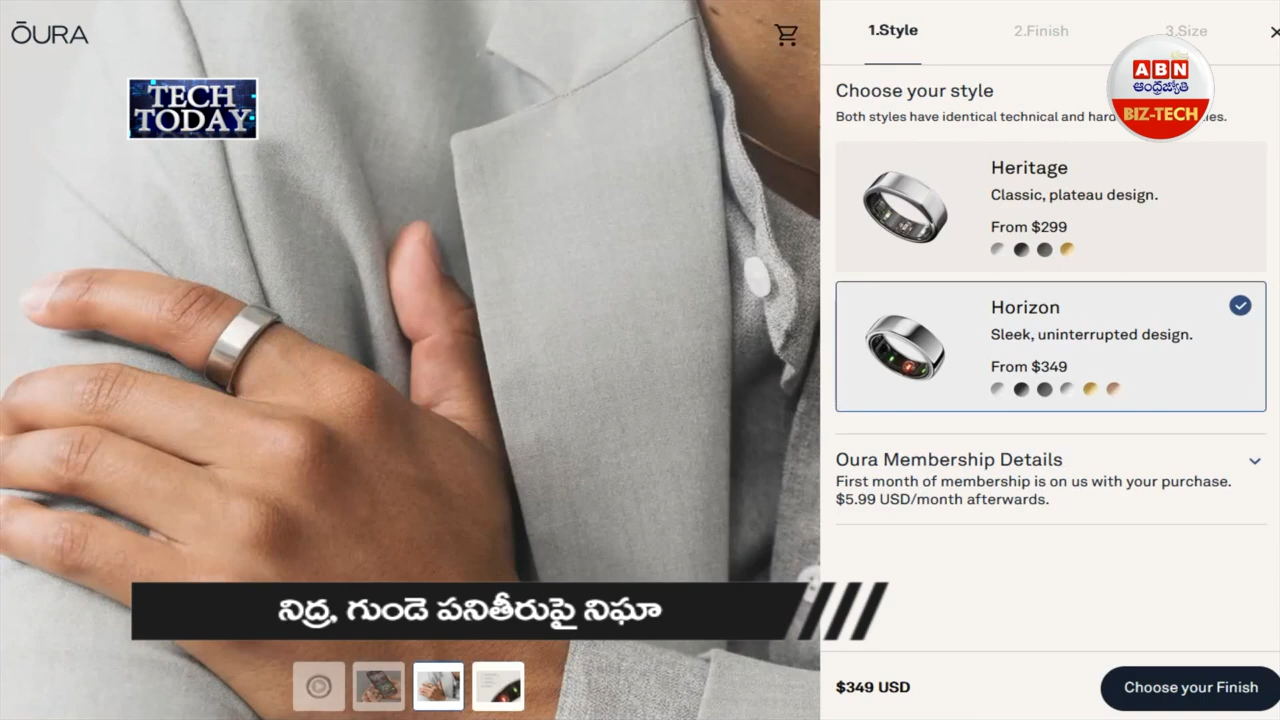 ŌURA
TECH
TODAY
1.Style
2.Finish
3.Size
ABN
ఆంధ్రజ్యోతి
BIZ-TECH
Choose your style
Both styles have identical technical and
Heritage
Classic, plateau design.
From $299
Horizon
Sleek, uninterrupted design.
From $349
Oura Membership Details
First month of membership is on us with your purchase.
$5.99 USD/month afterwards.
నిద్ర, గుండె పనితీరుపై నిఘా
$349 USD
Choose your Finish